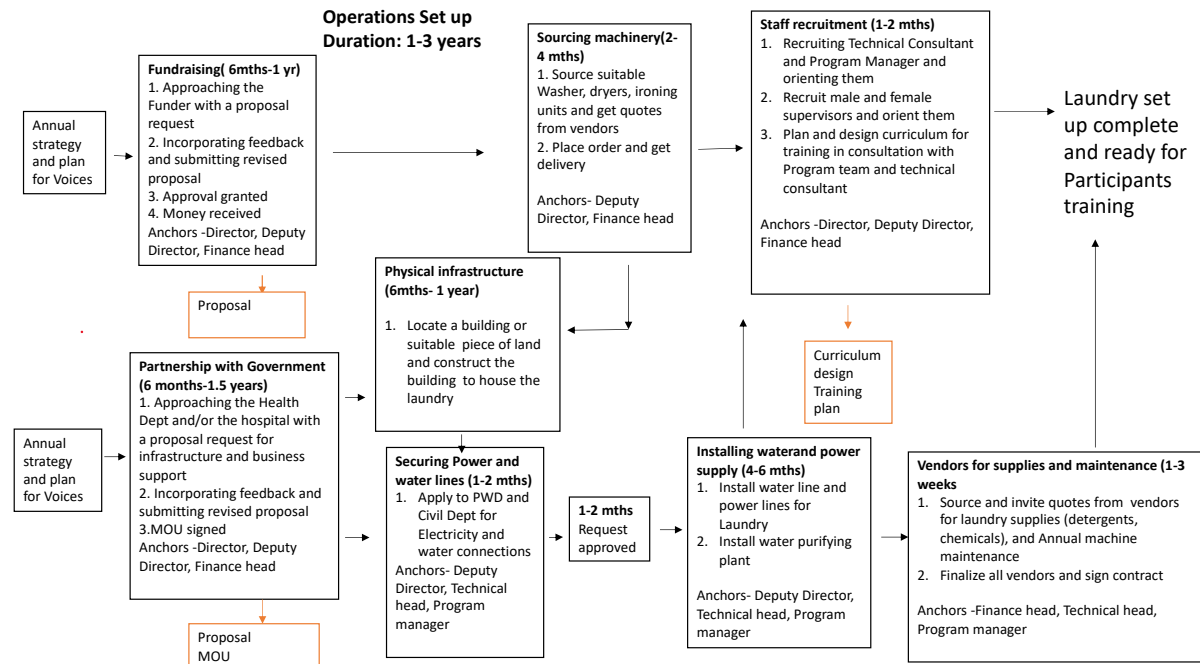 Operations Set up
Duration: 1-3 years
Annual
strategy
and plan
for Voices
Fundraising( 6mths-1 yr)
1. Approaching the
Funder with a proposal
request
2. Incorporating feedback
and submitting revised
proposal
3. Approval granted
4. Money received
Anchors -Director, Deputy
Director, Finance head
Proposal
Sourcing machinery(2-
4 mths)
1. Source suitable
Washer, dryers, ironing
units and get quotes
from vendors
2. Place order and get
delivery
Anchors- Deputy
Director, Finance head
Staff recruitment (1-2 mths)
1. Recruiting Technical Consultant
and Program Manager and
orienting them
2. Recruit male and female
supervisors and orient them
3. Plan and design curriculum for
training in consultation with
Program team and technical
consultant
Anchors -Director, Deputy Director,
Finance head
Curriculum
design
Training
plan
Laundry set
up complete
and ready for
Participants
training
Physical infrastructure
(6mths- 1 year)
1. Locate a building or
suitable piece of land
and construct the
building to house the
laundry
Annual
strategy
and plan
for Voices
Partnership with Government
(6 months-1.5 years)
1. Approaching the Health
Dept and/or the hospital with
a proposal request for
infrastructure and business
support
2. Incorporating feedback and
submitting revised proposal
3.MOU signed
Anchors -Director, Deputy
Director, Finance head
Proposal
MOU
Securing Power and
water lines (1-2 mths)
1. Apply to PWD and
Civil Dept for
Electricity and
water connections
Anchors- Deputy
Director, Technical
head, Program
manager
1-2 mths
Request
approved
Installing waterand power
supply (4-6 mths)
1. Install water line and
power lines for
Laundry
2. Install water purifying
plant
Anchors- Deputy Director,
Technical head, Program
manager
Vendors for supplies and maintenance (1-3
weeks
1. Source and invite quotes from vendors
for laundry supplies (detergents,
chemicals), and Annual machine
maintenance
2. Finalize all vendors and sign contract
Anchors -Finance head, Technical head,
Program manager